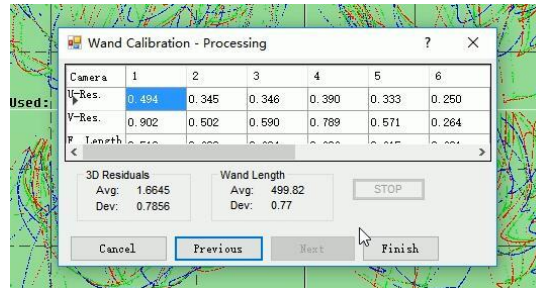 Wand Calibration - Processing ? ×
Camera 1 2 3 4 5 6
Used:
U-Res. 0.494 0.345 0.346 0.390 0.333 0.250
V-Res. 0.902 0.502 0.590 0.789 0.571 0.264
F Length
3D Residuals Wand Length
Avg: 1.6645 Avg: 499.82 STOP
Dev: 0.7856 Dev: 0.77
Cancel Previous Next Finish